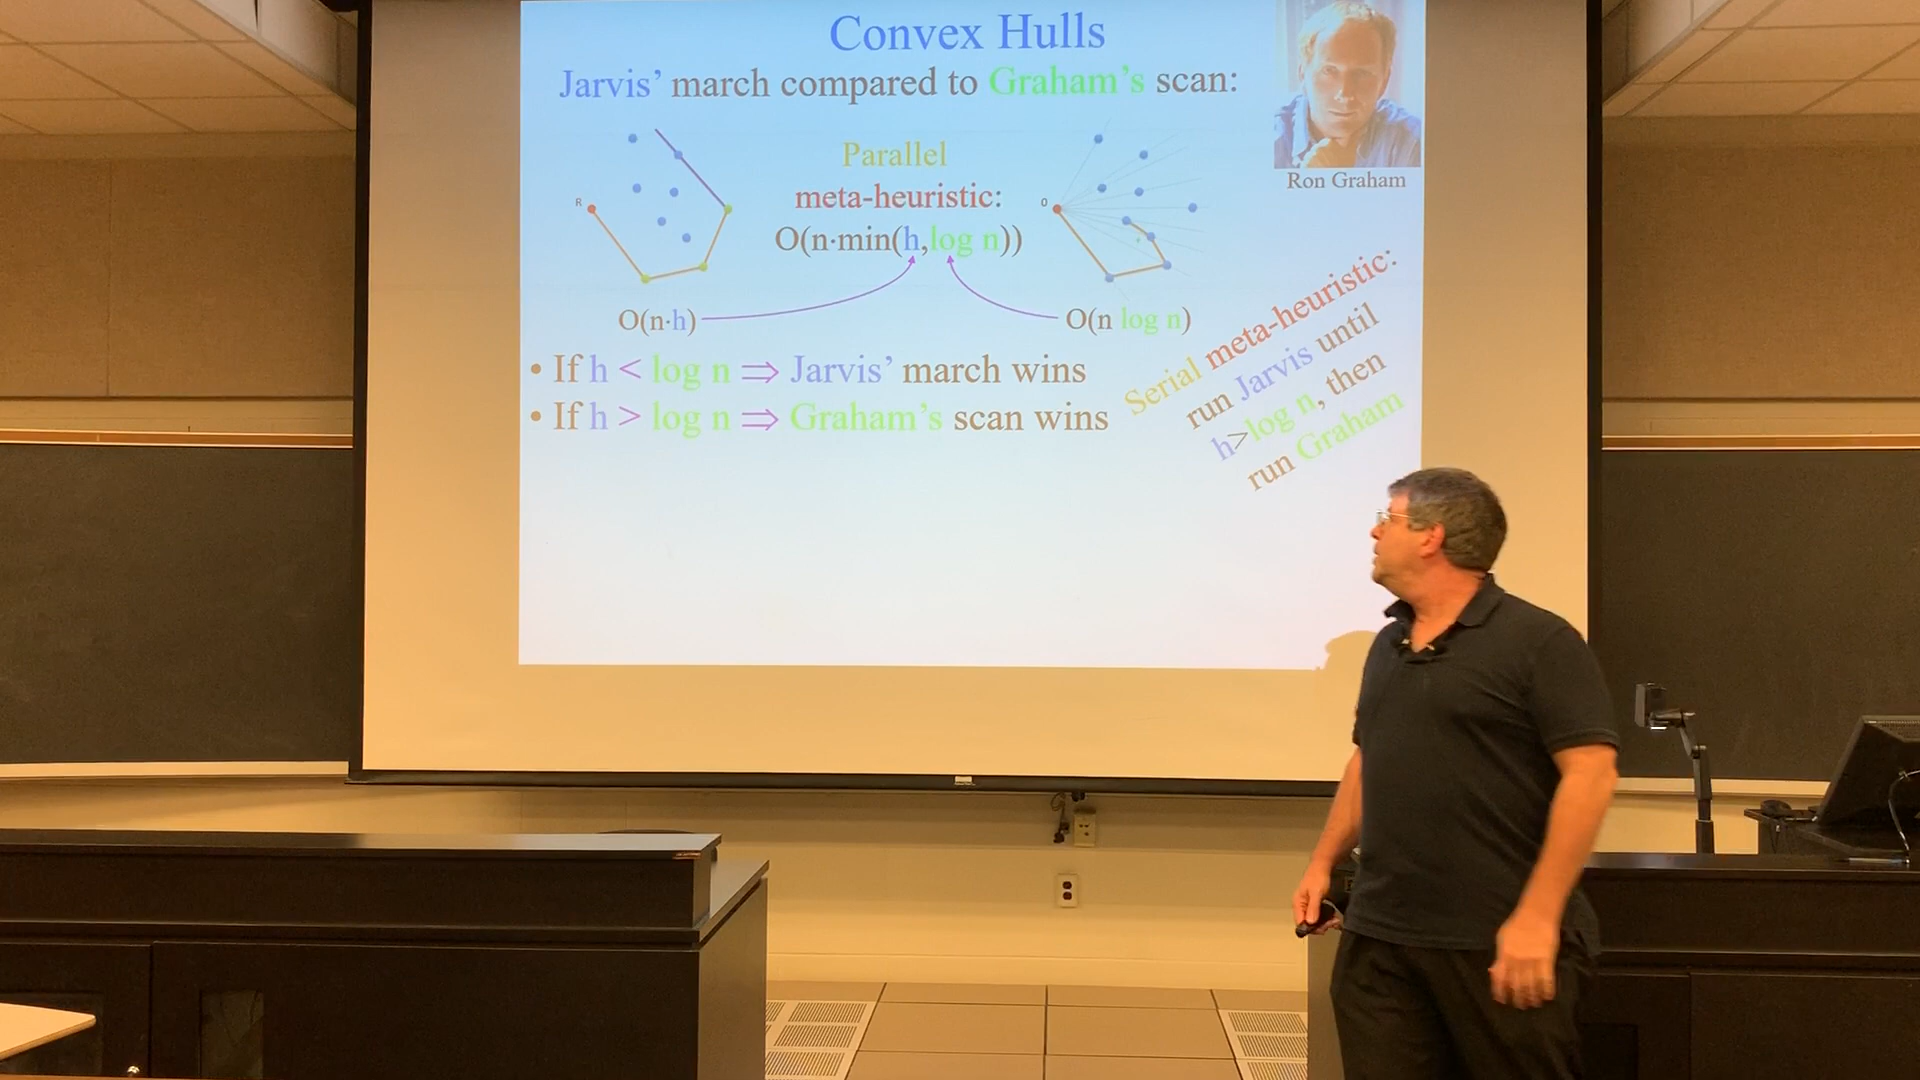 Convex Hulls
Jarvis’ march compared to Graham’s scan:
Ron Graham
Parallel
meta-heuristic:
O(n·min(h,log n))
R
O
O(n·h)
O(n log n)
• If h < log n ⇒ Jarvis’ march wins
• If h > log n ⇒ Graham’s scan wins
Serial meta-heuristic:
run Jarvis until
h>log n, then
run Graham